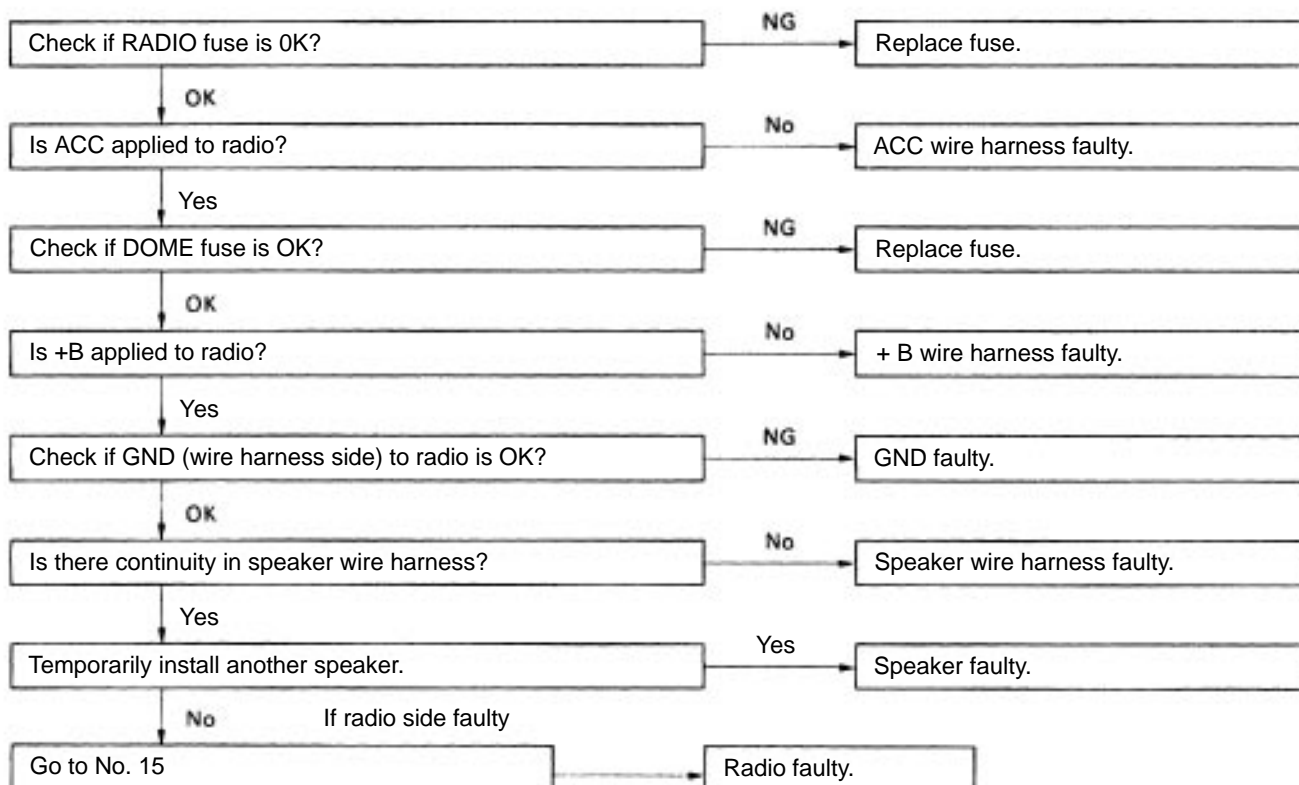 Check if RADIO fuse is 0K?
NG
Replace fuse.
OK
Is ACC applied to radio?
No
ACC wire harness faulty.
Yes
Check if DOME fuse is OK?
NG
Replace fuse.
OK
Is +B applied to radio?
No
+ B wire harness faulty.
Yes
Check if GND (wire harness side) to radio is OK?
NG
GND faulty.
OK
Is there continuity in speaker wire harness?
No
Speaker wire harness faulty.
Yes
Temporarily install another speaker.
Yes
Speaker faulty.
No
If radio side faulty
Go to No. 15
Radio faulty.